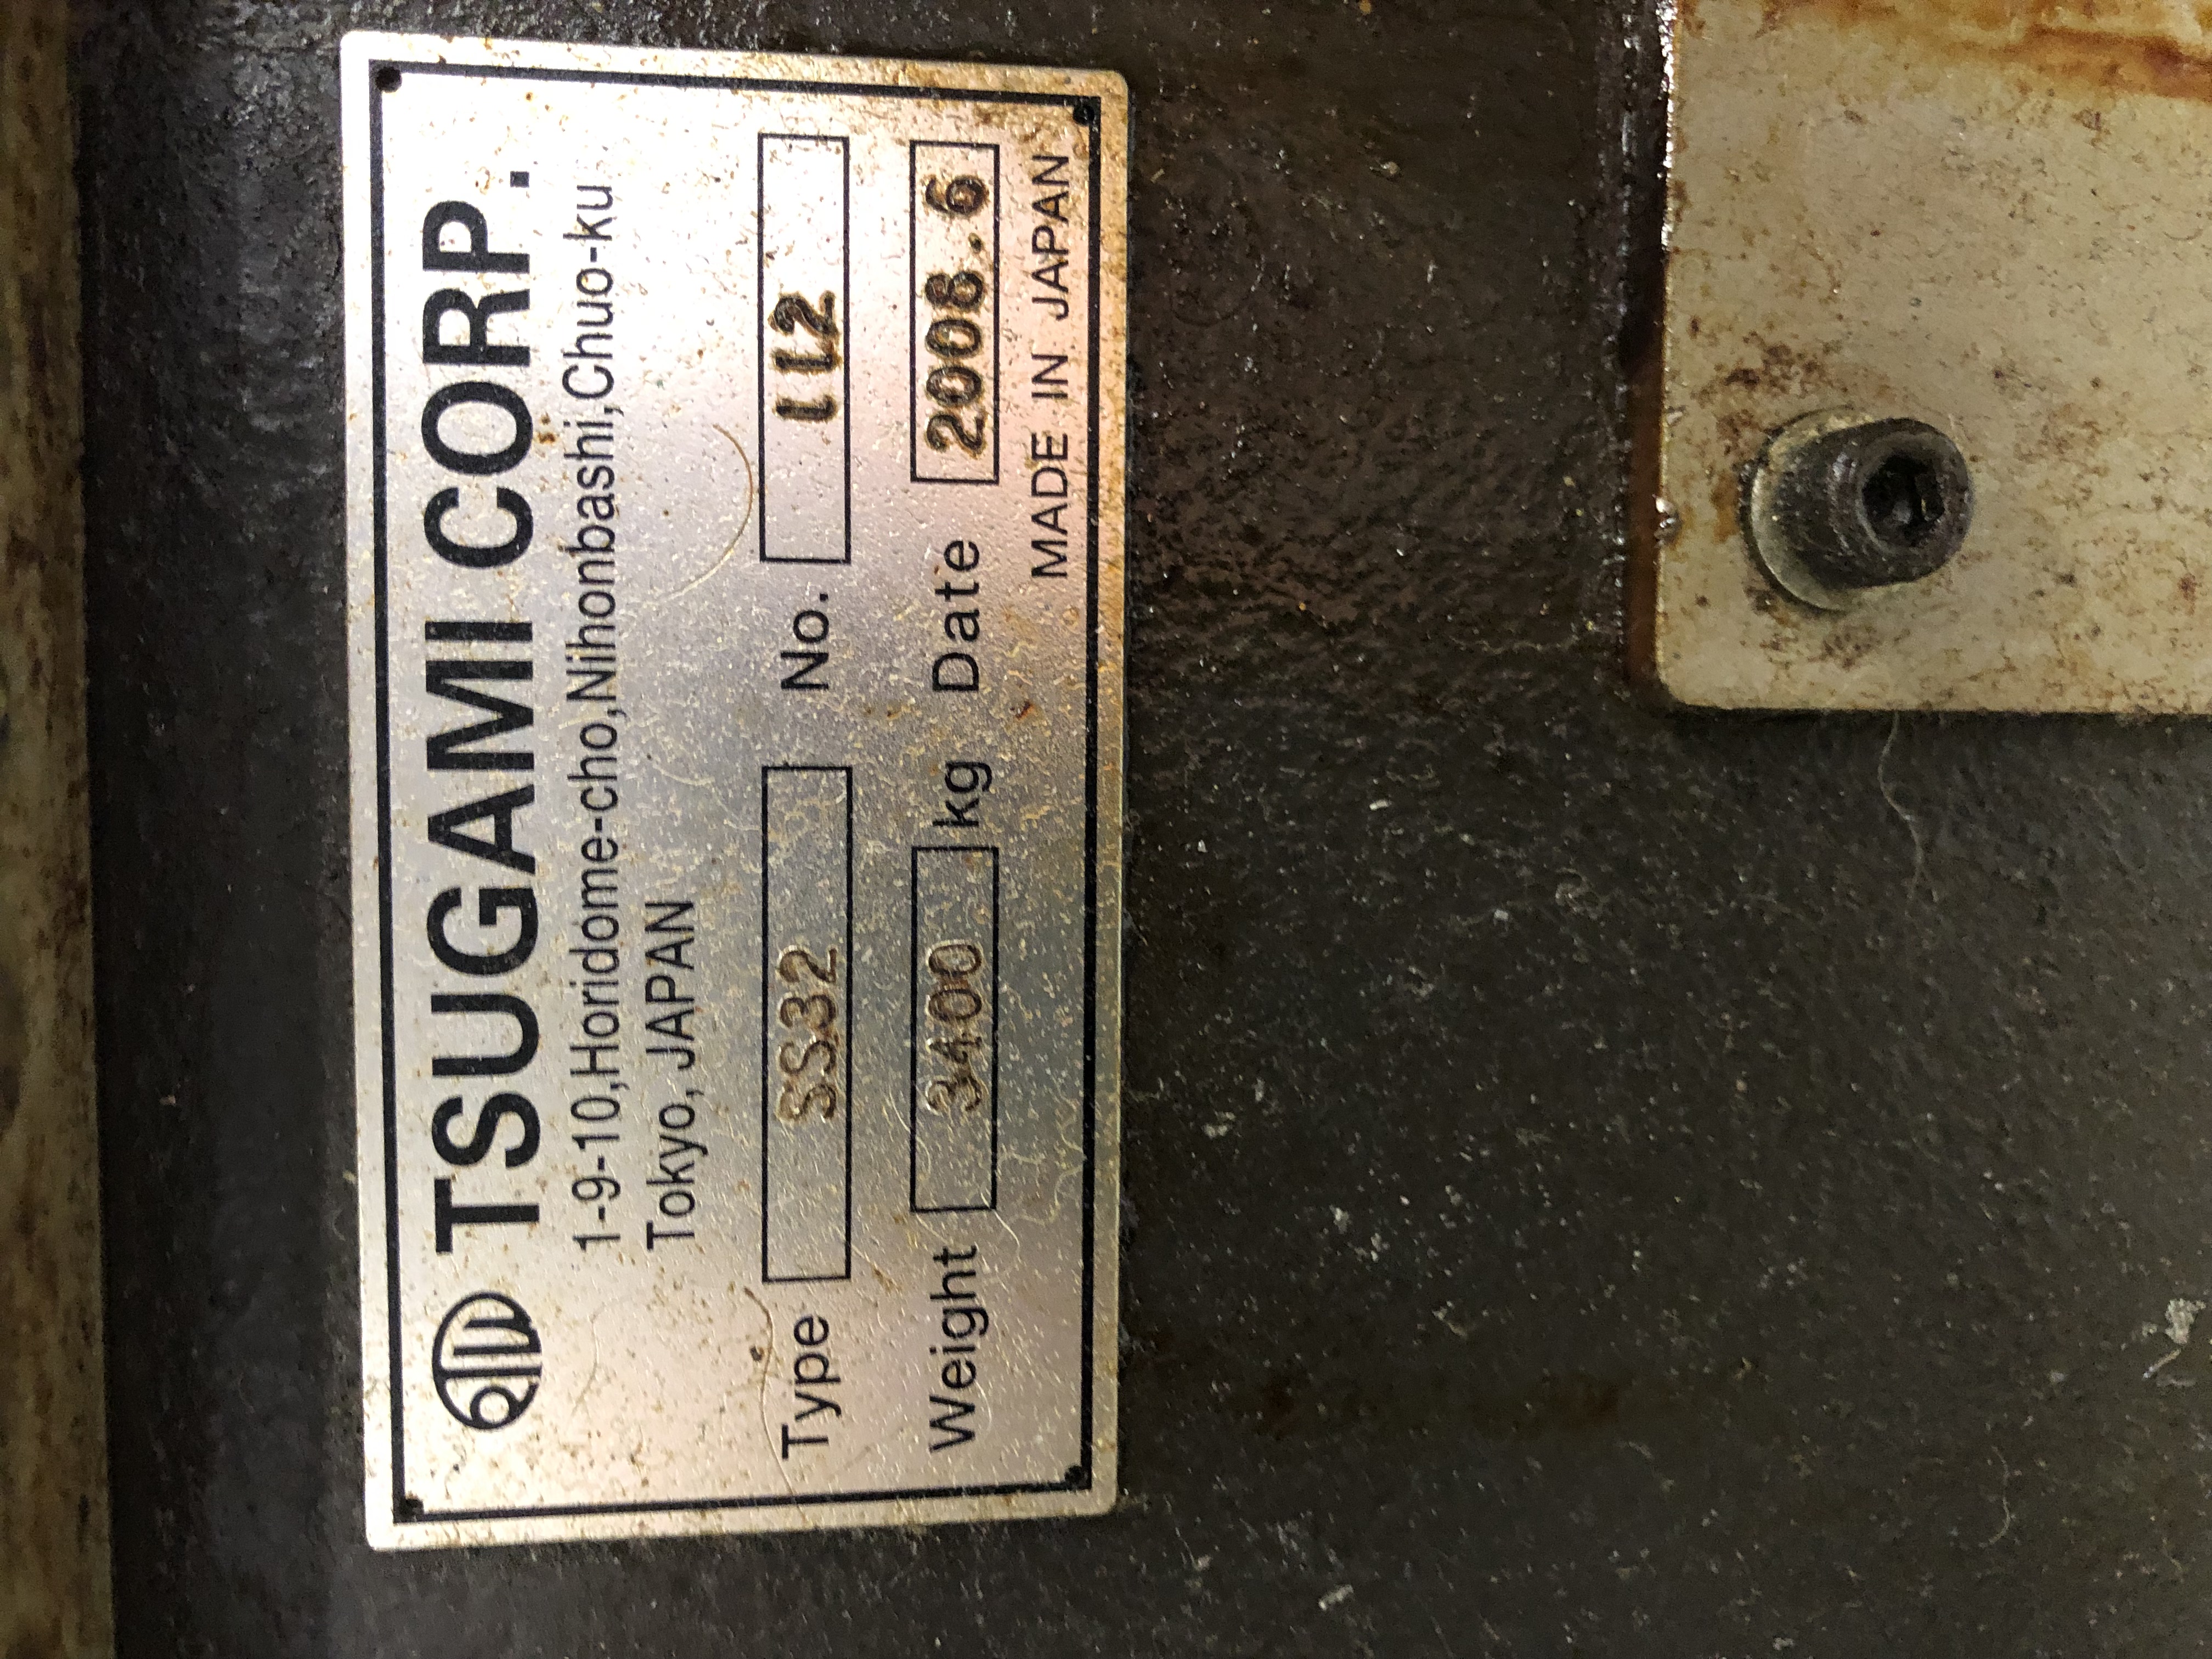 TSUGAMI CORP.
1-9-10,Horidome-cho,Nihonbashi,Chuo-ku
Tokyo, JAPAN
Type SS32 No. 112
Weight 3400 kg Date 2008.6
MADE IN JAPAN